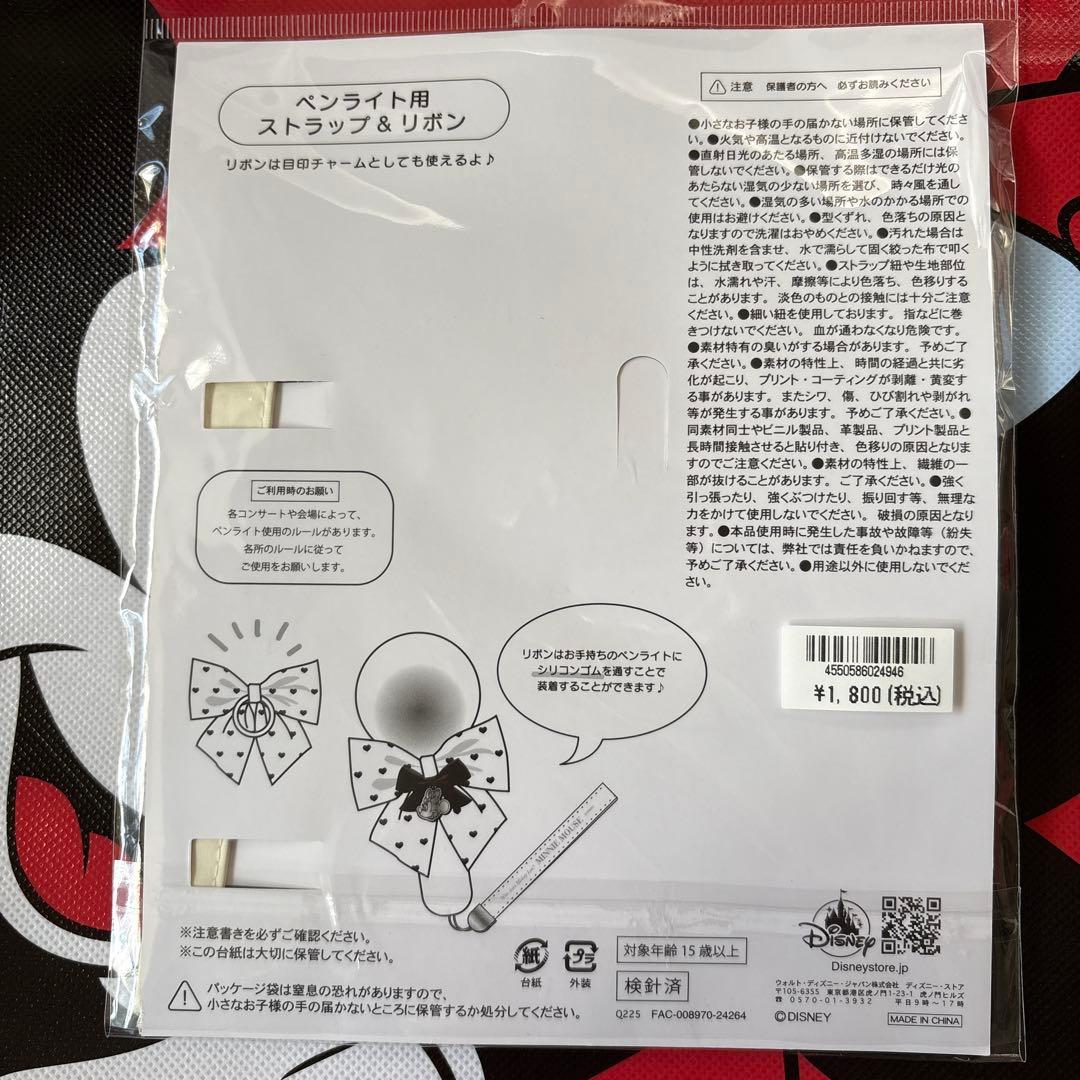 ペンライト用
ストラップ&リボン
リボンは目印チャームとしても使えるよ♪
⚠注意 保護者の方へ 必ずお読みください
●小さなお子様の手の届かない場所に保管してくださ
い。●火気や高温となるものに近付けないでください。
●直射日光のあたる場所、高温多湿の場所には保
管しないでください。●保管する際はできるだけ光の
あたらない湿気の少ない場所を選び、時々風を通し
てください。●湿気の多い場所や水のかかる場所での
使用はお避けください。●型くずれ、色落ちの原因と
なりますので洗濯はおやめください。●汚れた場合は
中性洗剤を含ませ、水で濡らして固く絞った布で叩く
ように拭き取ってください。●ストラップ紐や生地部位
は、水濡れや汗、摩擦等により色落ち、色移りする
ことがあります。淡色のものとの接触には十分ご注意
ください。●細い紐を使用しております。指などに巻
きつけないでください。血が通わなくなり危険です。
●素材特有の臭いがする場合があります。予めご了
承ください。●素材の特性上、時間の経過と共に劣
化が起こり、プリント・コーティングが剥離・黄変す
る事があります。またシワ、傷、ひび割れや剥がれ
等が発生する事があります。予めご了承ください。●
同素材同士やビニル製品、革製品、プリント製品と
長時間接触させると貼り付き、色移りの原因となりま
すのでご注意ください。●素材の特性上、繊維の一
部が抜けることがあります。ご了承ください。●強く
引っ張ったり、強くぶつけたり、振り回す等、無理な
力をかけて使用しないでください。破損の原因となり
ます。●本品使用時に発生した事故や故障等(紛失
等)については、弊社では責任を負いかねますので、
予めご了承ください。●用途以外に使用しないでくだ
さい。
ご利用時のお願い
各コンサートや会場によって、
ペンライト使用のルールがあります。
各所のルールに従って
ご使用をお願いします。
リボンはお手持ちのペンライトに
シリコンゴムを通すことで
装着することができます♪
4550586024946
¥1,800(税込)
MINNIE MOUSE
※注意書きを必ずご確認ください。
※この台紙は大切に保管してください。
⚠パッケージ袋は窒息の恐れがありますので、
小さなお子様の手の届かないところに保管するか処分してください。
紙
台紙
プラ
外装
対象年齢15歳以上
検針済
Q225 FAC-008970-24264
Disney
Disneystore.jp
ウォルト・ディズニー・ジャパン株式会社 ディズニー・ストア
〒105-6355 東京都港区虎ノ門1-23-1 虎ノ門ヒルズ
☎0570-01-3932 平日9時~17時
©DISNEY
MADE IN CHINA